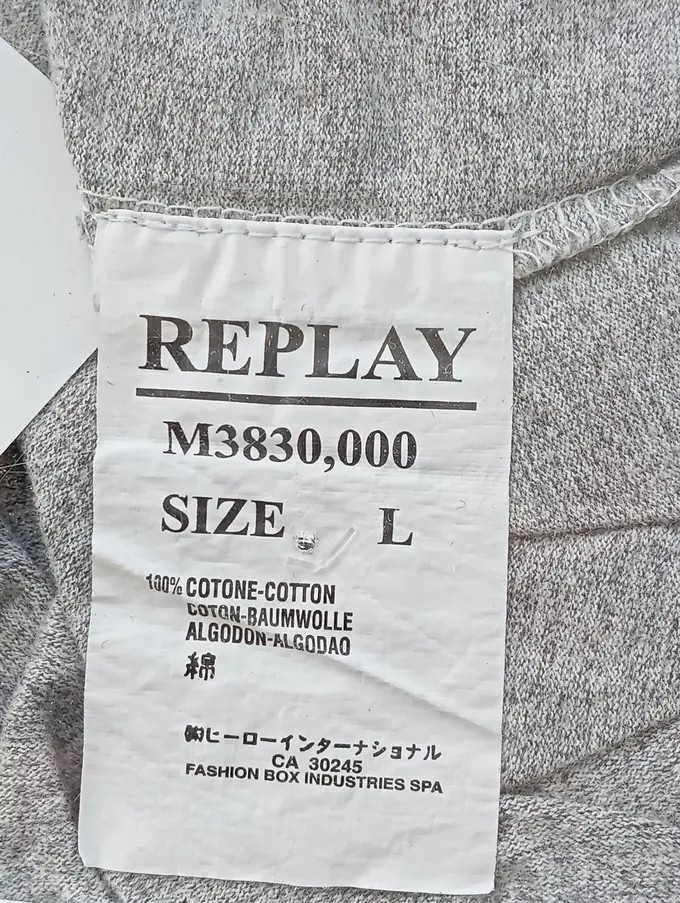 REPLAY
M3830,000
SIZE L
100% COTONE-COTTON
COTON-BAUMWOLLE
ALGODON-ALGODAO
綿
㈱ヒーローインターナショナル
CA 30245
FASHION BOX INDUSTRIES SPA